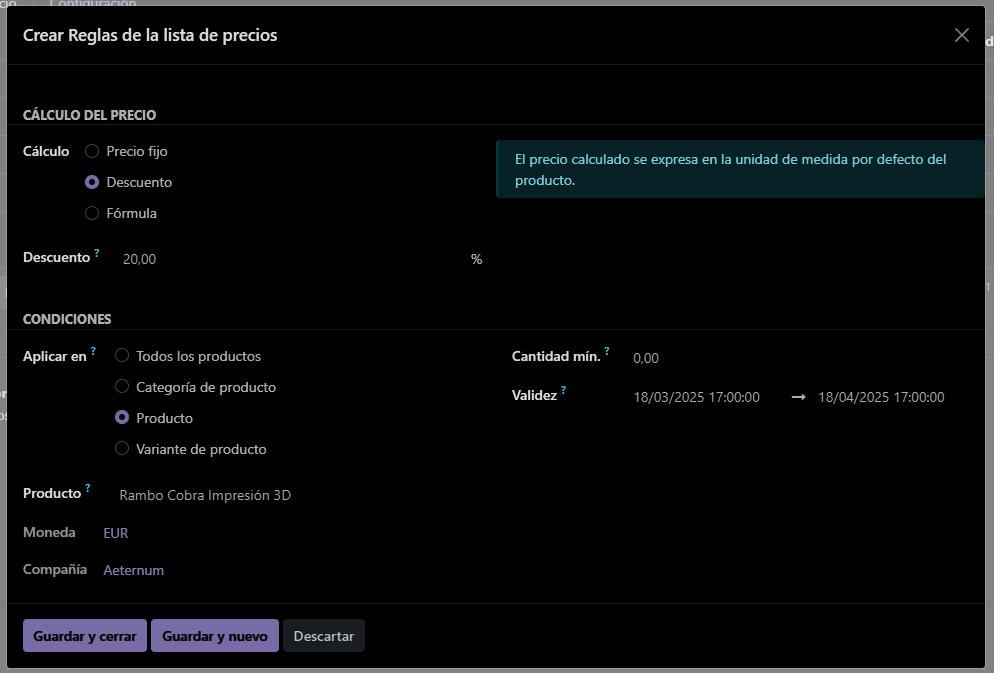 Configuración
Crear Reglas de la lista de precios
CÁLCULO DEL PRECIO
Cálculo
Precio fijo
Descuento
Fórmula
El precio calculado se expresa en la unidad de medida por defecto del
producto.
Descuento ?
20,00
%
CONDICIONES
Aplicar en ?
Todos los productos
Categoría de producto
Producto
Variante de producto
Cantidad mín. ?
0,00
Validez ?
18/03/2025 17:00:00 → 18/04/2025 17:00:00
Producto ?
Rambo Cobra Impresión 3D
Moneda
EUR
Compañía
Aeternum
Guardar y cerrar
Guardar y nuevo
Descartar